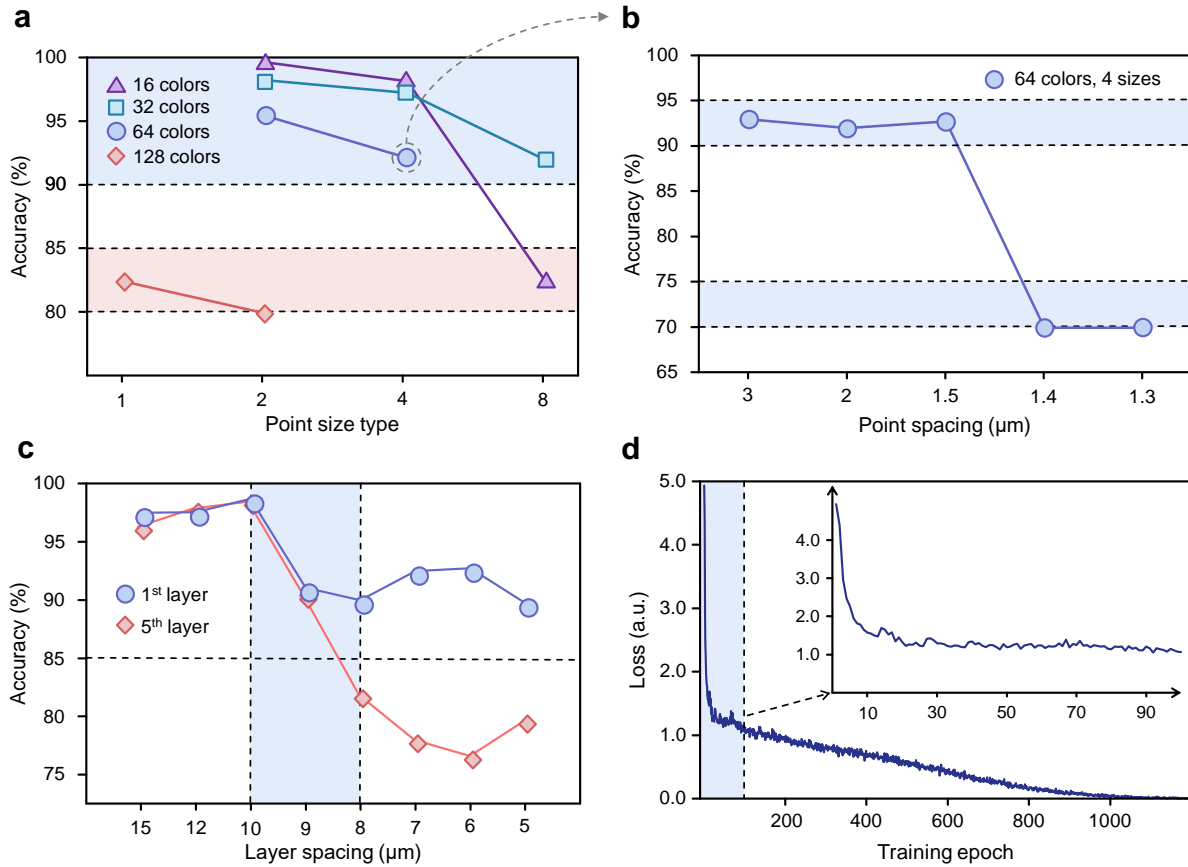 a
Accuracy (%)
100
95
90
85
80
16 colors
32 colors
64 colors
128 colors
1
2
4
8
Point size type
b
Accuracy (%)
100
95
90
85
80
75
70
65
64 colors, 4 sizes
3
2
1.5
1.4
1.3
Point spacing (µm)
c
Accuracy (%)
100
95
90
85
80
75
1st layer
5th layer
15
12
10
9
8
7
6
5
Layer spacing (µm)
d
Loss (a.u.)
5.0
4.0
3.0
2.0
1.0
0.0
4.0
3.0
2.0
1.0
10
30
50
70
90
200
400
600
800
1000
Training epoch